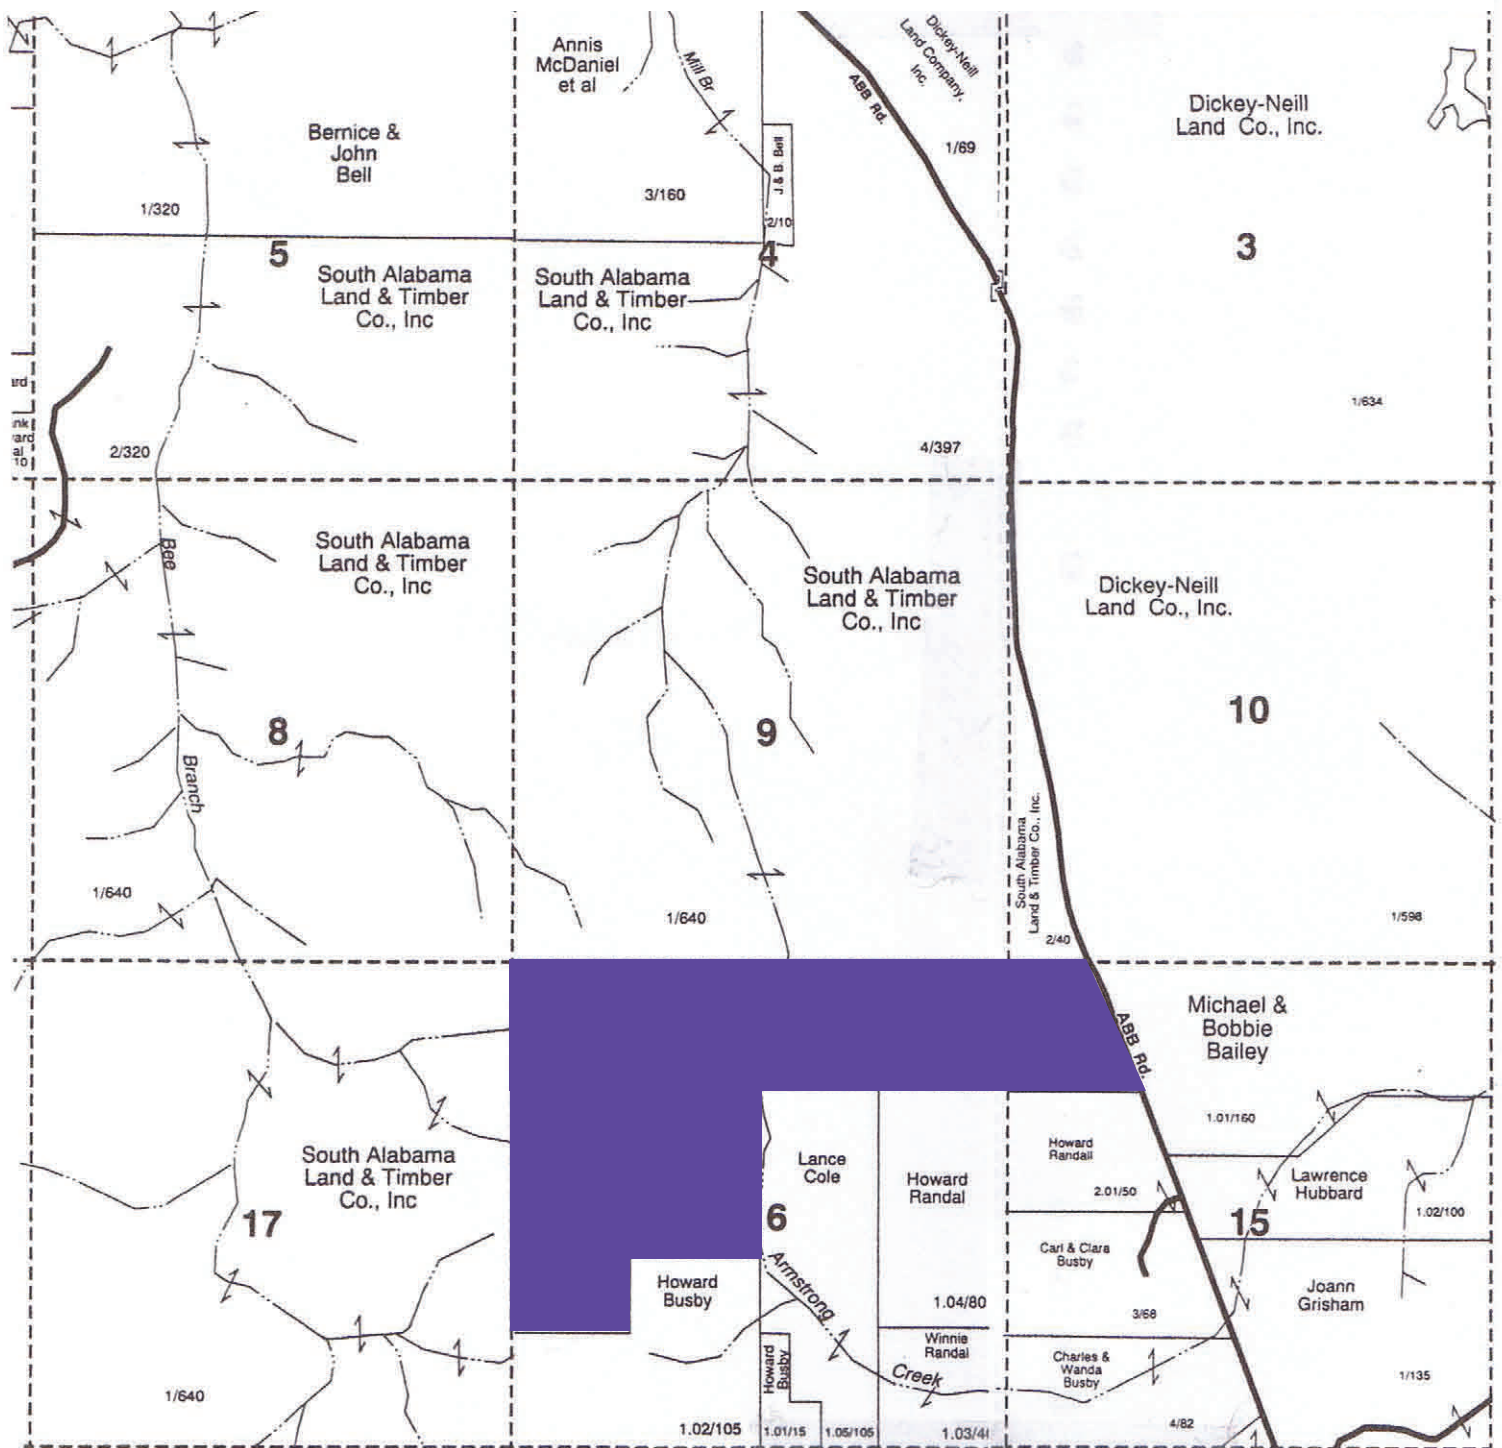 Annis
McDaniel
et al
Mill Br
ABB Rd.
Dickey-Neill
Land Company,
Inc.
Dickey-Neill
Land Co., Inc.
Bernice &
John
Bell
1/320
3/160
J. & B. Bell
2/10
1/69
5
4
3
South Alabama
Land & Timber
Co., Inc
South Alabama
Land & Timber
Co., Inc
2/320
4/397
1/634
ard
al
10
Bee
South Alabama
Land & Timber
Co., Inc
South Alabama
Land & Timber
Co., Inc
Dickey-Neill
Land Co., Inc.
8
9
10
Branch
South Alabama
Land & Timber Co., Inc.
1/640
1/640
2/40
1/598
ABB Rd.
Michael &
Bobbie
Bailey
1.01/160
South Alabama
Land & Timber
Co., Inc
17
Lance
Cole
Howard
Randal
Howard
Randall
2.01/50
Lawrence
Hubbard
1.02/100
6
15
Carl & Clara
Busby
3/68
Howard
Busby
Armstrong
Creek
1.04/80
Winnie
Randal
Joann
Grisham
Howard
Busby
Charles &
Wanda
Busby
1/640
1.02/105
1.01/15
1.05/105
1.03/4
4/82
1/135